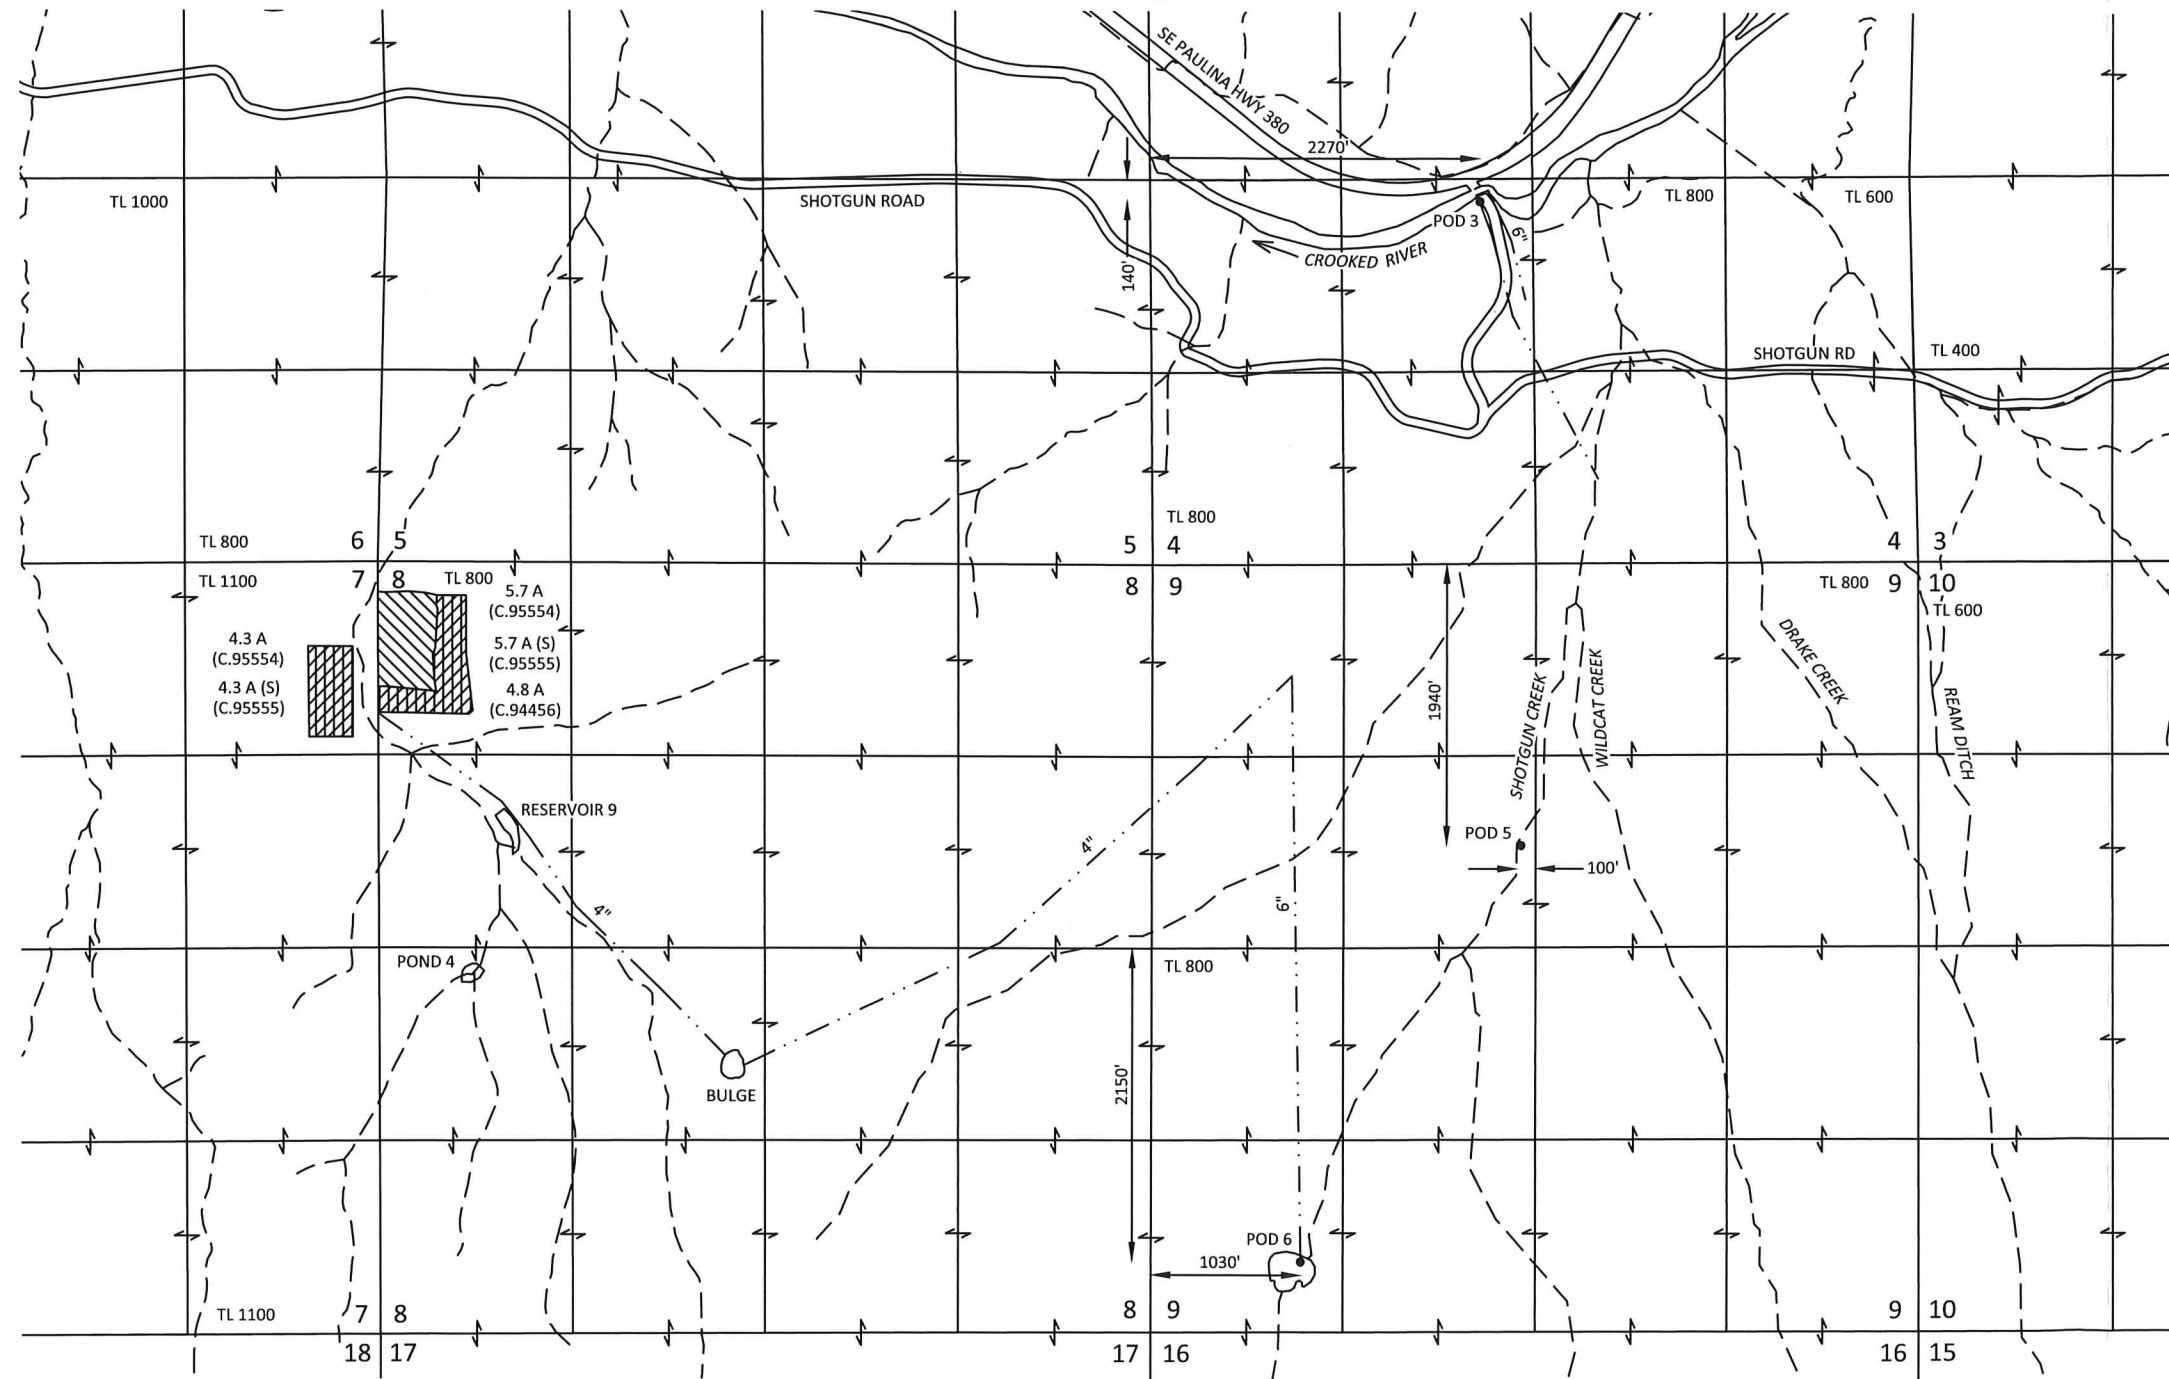 SE PAULINA HWY 380
2270'
TL 1000
SHOTGUN ROAD
TL 800
TL 600
POD 3
6"
CROOKED RIVER
140'
SHOTGUN RD
TL 400
TL 800
TL 800
6 5
5 4
4 3
TL 1100
7 8
TL 800
8 9
TL 800
9 10
5.7 A
(C.95554)
TL 600
4.3 A
(C.95554)
5.7 A (S)
(C.95555)
4.3 A (S)
(C.95555)
4.8 A
(C.94456)
1940'
SHOTGUN CREEK
WILDCAT CREEK
DRAKE CREEK
REAM DITCH
RESERVOIR 9
4"
POD 5
100'
4"
6"
POND 4
TL 800
BULGE
2150'
POD 6
1030'
TL 1100
7 8
8 9
9 10
18 17
17 16
16 15